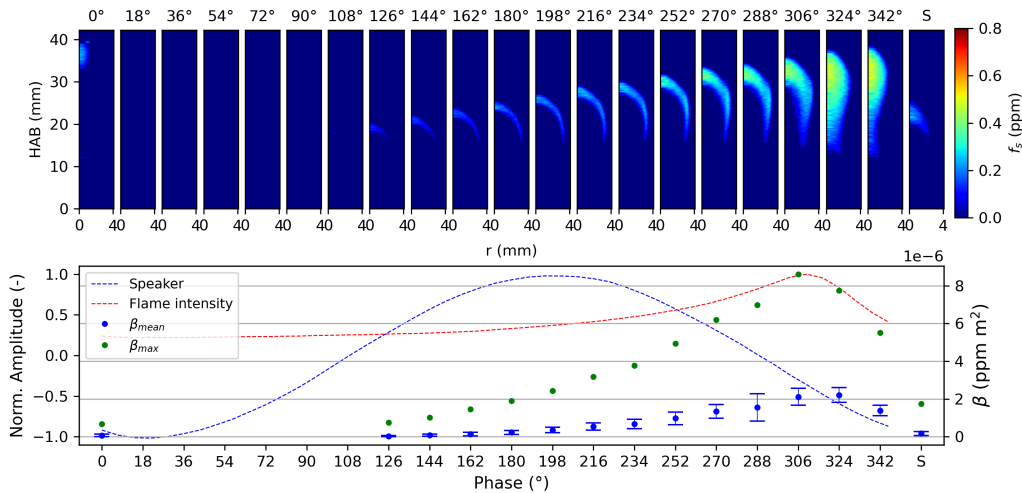 0° 18° 36° 54° 72° 90° 108° 126° 144° 162° 180° 198° 216° 234° 252° 270° 288° 306° 324° 342° S
HAB (mm)
40
30
20
10
0
0 40 40 40 40 40 40 40 40 40 40 40 40 40 40 40 40 40 40 40 40 4
r (mm)
0.8
0.6
0.4
0.2
0.0
f_s (ppm)
1e−6
Norm. Amplitude (-)
1.0
0.5
0.0
−0.5
−1.0
Speaker
Flame intensity
β_mean
β_max
8
6
4
2
0
β (ppm m²)
0 18 36 54 72 90 108 126 144 162 180 198 216 234 252 270 288 306 324 342 S
Phase (°)